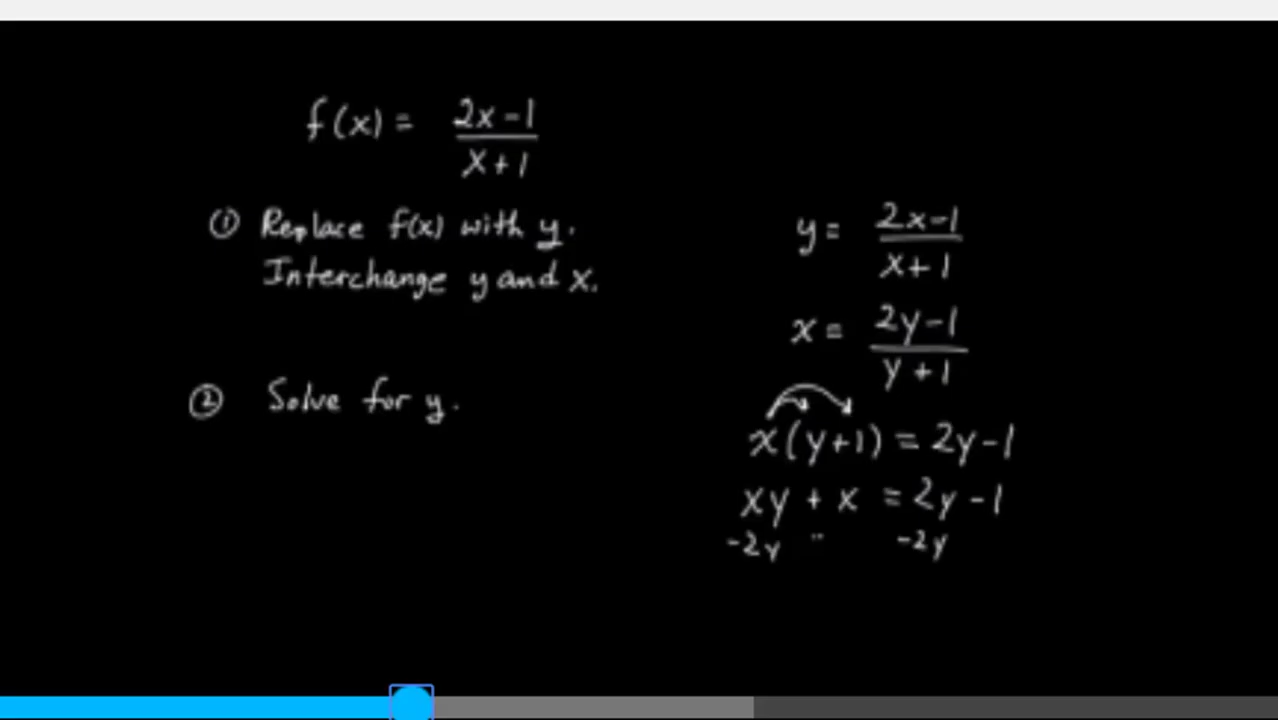 f(x) = 2x-1
x+1
① Replace f(x) with y.
Interchange y and x.
② Solve for y.
y = 2x-1
x+1
x = 2y-1
y+1
x(y+1) = 2y-1
xy + x = 2y -1
-2y -2y